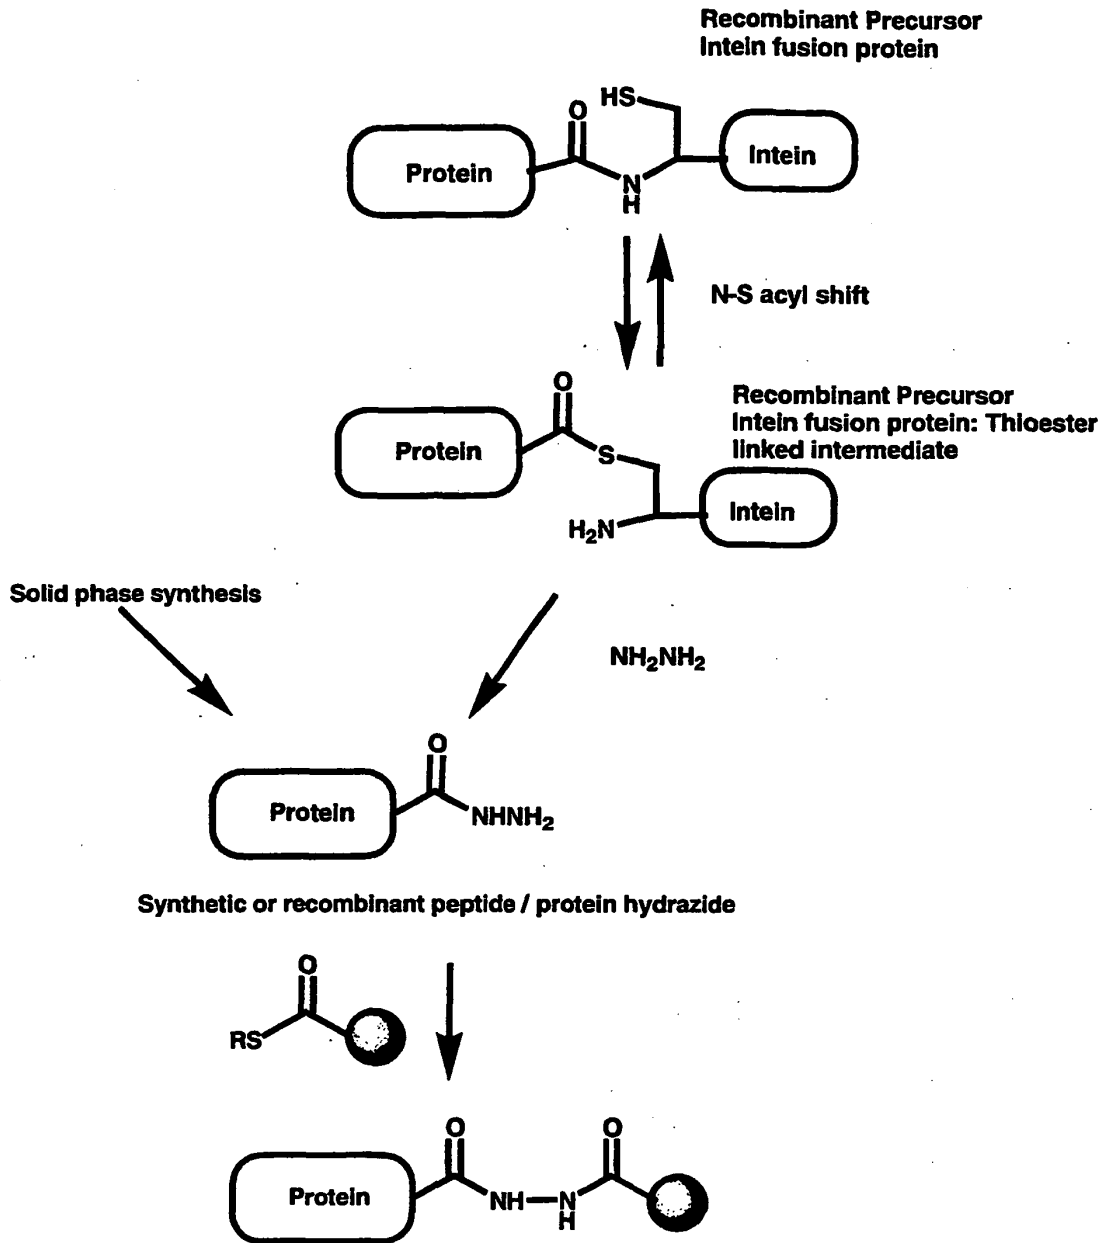 Recombinant Precursor
Intein fusion protein
HS
O
Protein
Intein
N
H
N-S acyl shift
O
Recombinant Precursor
Intein fusion protein: Thioester
linked intermediate
Protein
S
Intein
H2N
Solid phase synthesis
NH2NH2
O
Protein
NHNH2
Synthetic or recombinant peptide / protein hydrazide
O
RS
O
O
Protein
NH
N
H